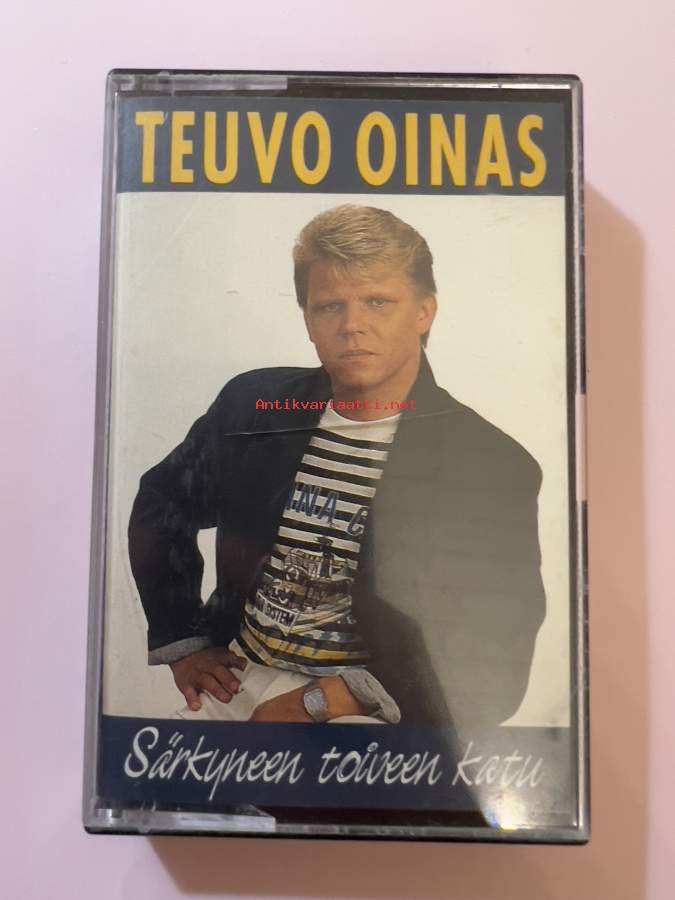 TEUVO OINAS
Antikvariaatti.net
Särkyneen toiveen katu